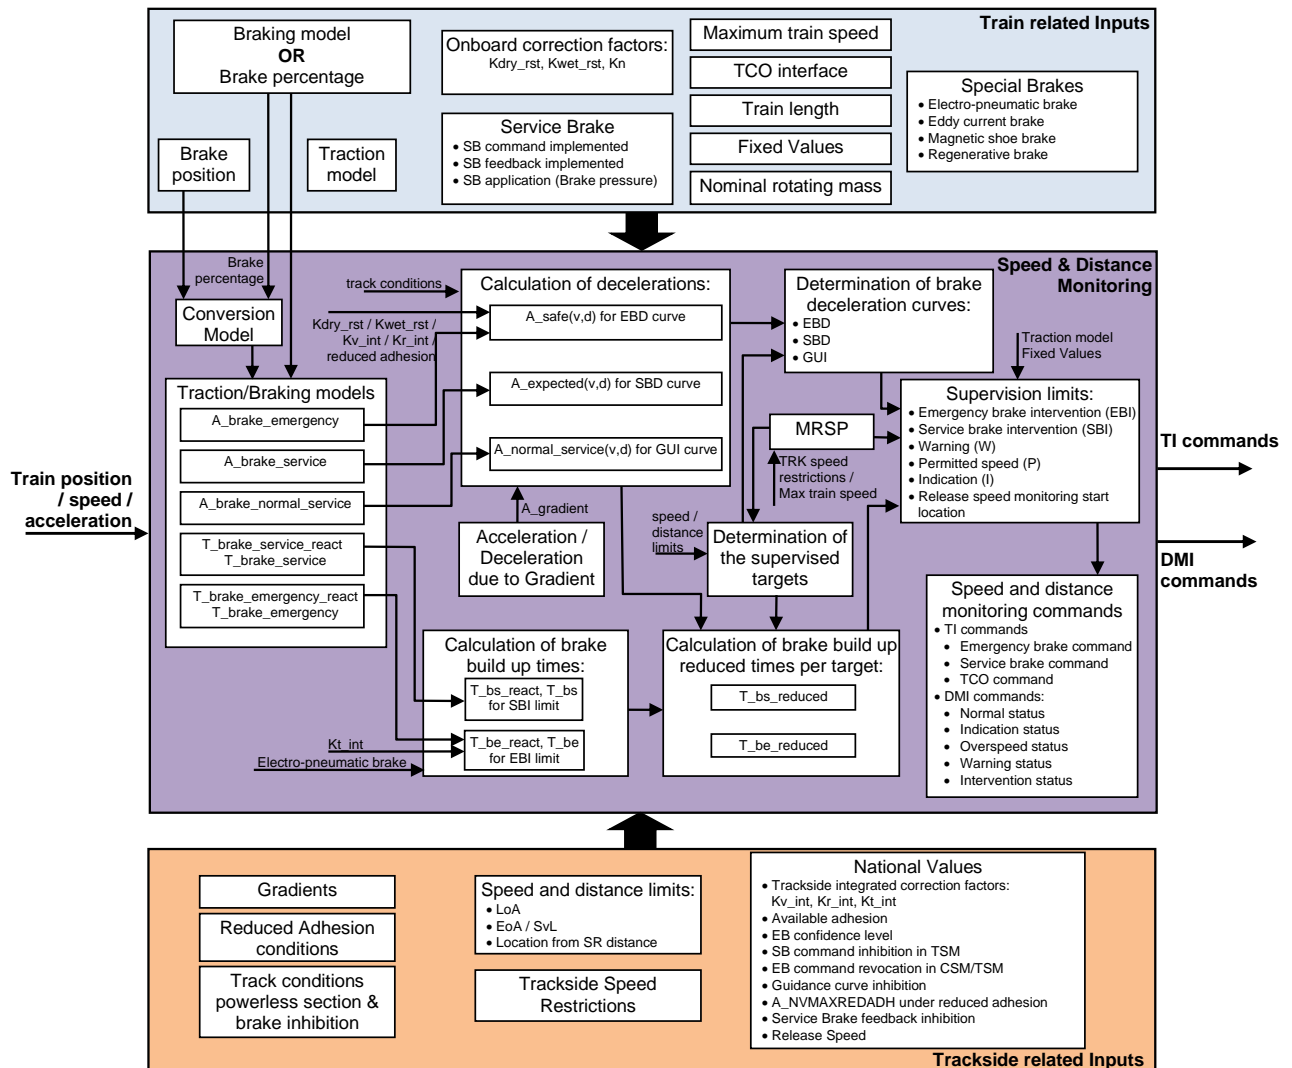 Train related Inputs
Braking model
OR
Brake percentage
Onboard correction factors:
Kdry_rst, Kwet_rst, Kn
Maximum train speed
TCO interface
Train length
Fixed Values
Nominal rotating mass
Special Brakes
• Electro-pneumatic brake
• Eddy current brake
• Magnetic shoe brake
• Regenerative brake
Service Brake
• SB command implemented
• SB feedback implemented
• SB application (Brake pressure)
Brake
position
Traction
model
Speed & Distance
Monitoring
Brake
percentage
Conversion
Model
track conditions
Kdry_rst / Kwet_rst /
Kv_int / Kr_int /
reduced adhesion
Calculation of decelerations:
A_safe(v,d) for EBD curve
A_expected(v,d) for SBD curve
A_normal_service(v,d) for GUI curve
Determination of brake
deceleration curves:
• EBD
• SBD
• GUI
Traction model
Fixed Values
Traction/Braking models
A_brake_emergency
A_brake_service
A_brake_normal_service
T_brake_service_react
T_brake_service
T_brake_emergency_react
T_brake_emergency
Supervision limits:
• Emergency brake intervention (EBI)
• Service brake intervention (SBI)
• Warning (W)
• Permitted speed (P)
• Indication (I)
• Release speed monitoring start
location
MRSP
TRK speed
restrictions /
Max train speed
TI commands
Train position
/ speed /
acceleration
A_gradient
Acceleration /
Deceleration
due to Gradient
speed /
distance
limits
Determination of
the supervised
targets
DMI
commands
Speed and distance
monitoring commands
• TI commands
• Emergency brake command
• Service brake command
• TCO command
• DMI commands:
• Normal status
• Indication status
• Overspeed status
• Warning status
• Intervention status
Calculation of brake
build up times:
T_bs_react, T_bs
for SBI limit
T_be_react, T_be
for EBI limit
Kt_int
Electro-pneumatic brake
Calculation of brake build up
reduced times per target:
T_bs_reduced
T_be_reduced
Gradients
Reduced Adhesion
conditions
Track conditions
powerless section &
brake inhibition
Speed and distance limits:
• LoA
• EoA / SvL
• Location from SR distance
Trackside Speed
Restrictions
National Values
• Trackside integrated correction factors:
Kv_int, Kr_int, Kt_int
• Available adhesion
• EB confidence level
• SB command inhibition in TSM
• EB command revocation in CSM/TSM
• Guidance curve inhibition
• A_NVMAXREDADH under reduced adhesion
• Service Brake feedback inhibition
• Release Speed
Trackside related Inputs